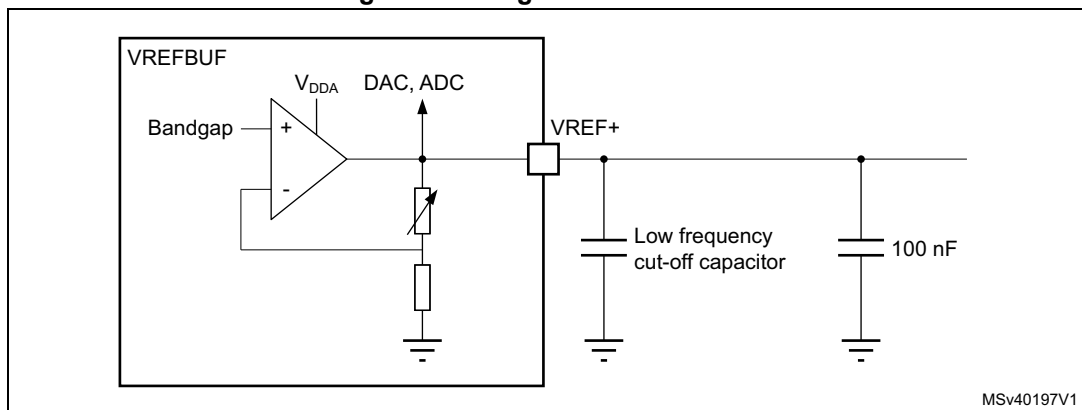 VREFBUF
VDDA
DAC, ADC
Bandgap
+
-
VREF+
Low frequency
cut-off capacitor
100 nF
MSv40197V1